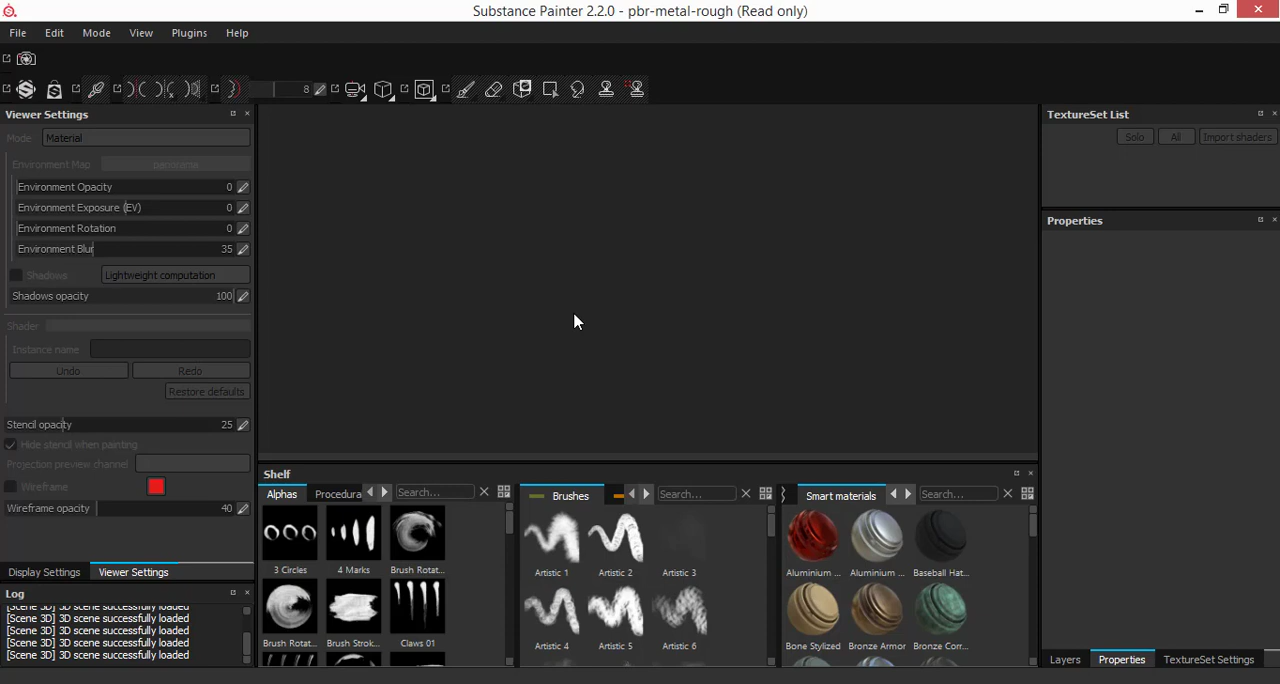 Substance Painter 2.2.0 - pbr-metal-rough (Read only)
File Edit Mode View Plugins Help
8
Viewer Settings
Mode Material
Environment Map panorama
Environment Opacity 0
Environment Exposure (EV) 0
Environment Rotation 0
Environment Blur 35
Shadows Lightweight computation
Shadows opacity 100
Shader
Instance name
Undo Redo
Restore defaults
Stencil opacity 25
Hide stencil when painting
Projection preview channel
Wireframe
Wireframe opacity 40
Display Settings Viewer Settings
Log
[Scene 3D] 3D scene successfully loaded
[Scene 3D] 3D scene successfully loaded
[Scene 3D] 3D scene successfully loaded
[Scene 3D] 3D scene successfully loaded
[Scene 3D] 3D scene successfully loaded
Shelf
Alphas Procedura Search...
3 Circles 4 Marks Brush Rotat...
Brush Rotat... Brush Strok... Claws 01
Brushes Search...
Artistic 1 Artistic 2 Artistic 3
Artistic 4 Artistic 5 Artistic 6
Smart materials Search...
Aluminium ... Aluminium ... Baseball Hat...
Bone Stylized Bronze Armor Bronze Corr...
TextureSet List
Solo All Import shaders
Properties
Layers Properties TextureSet Settings